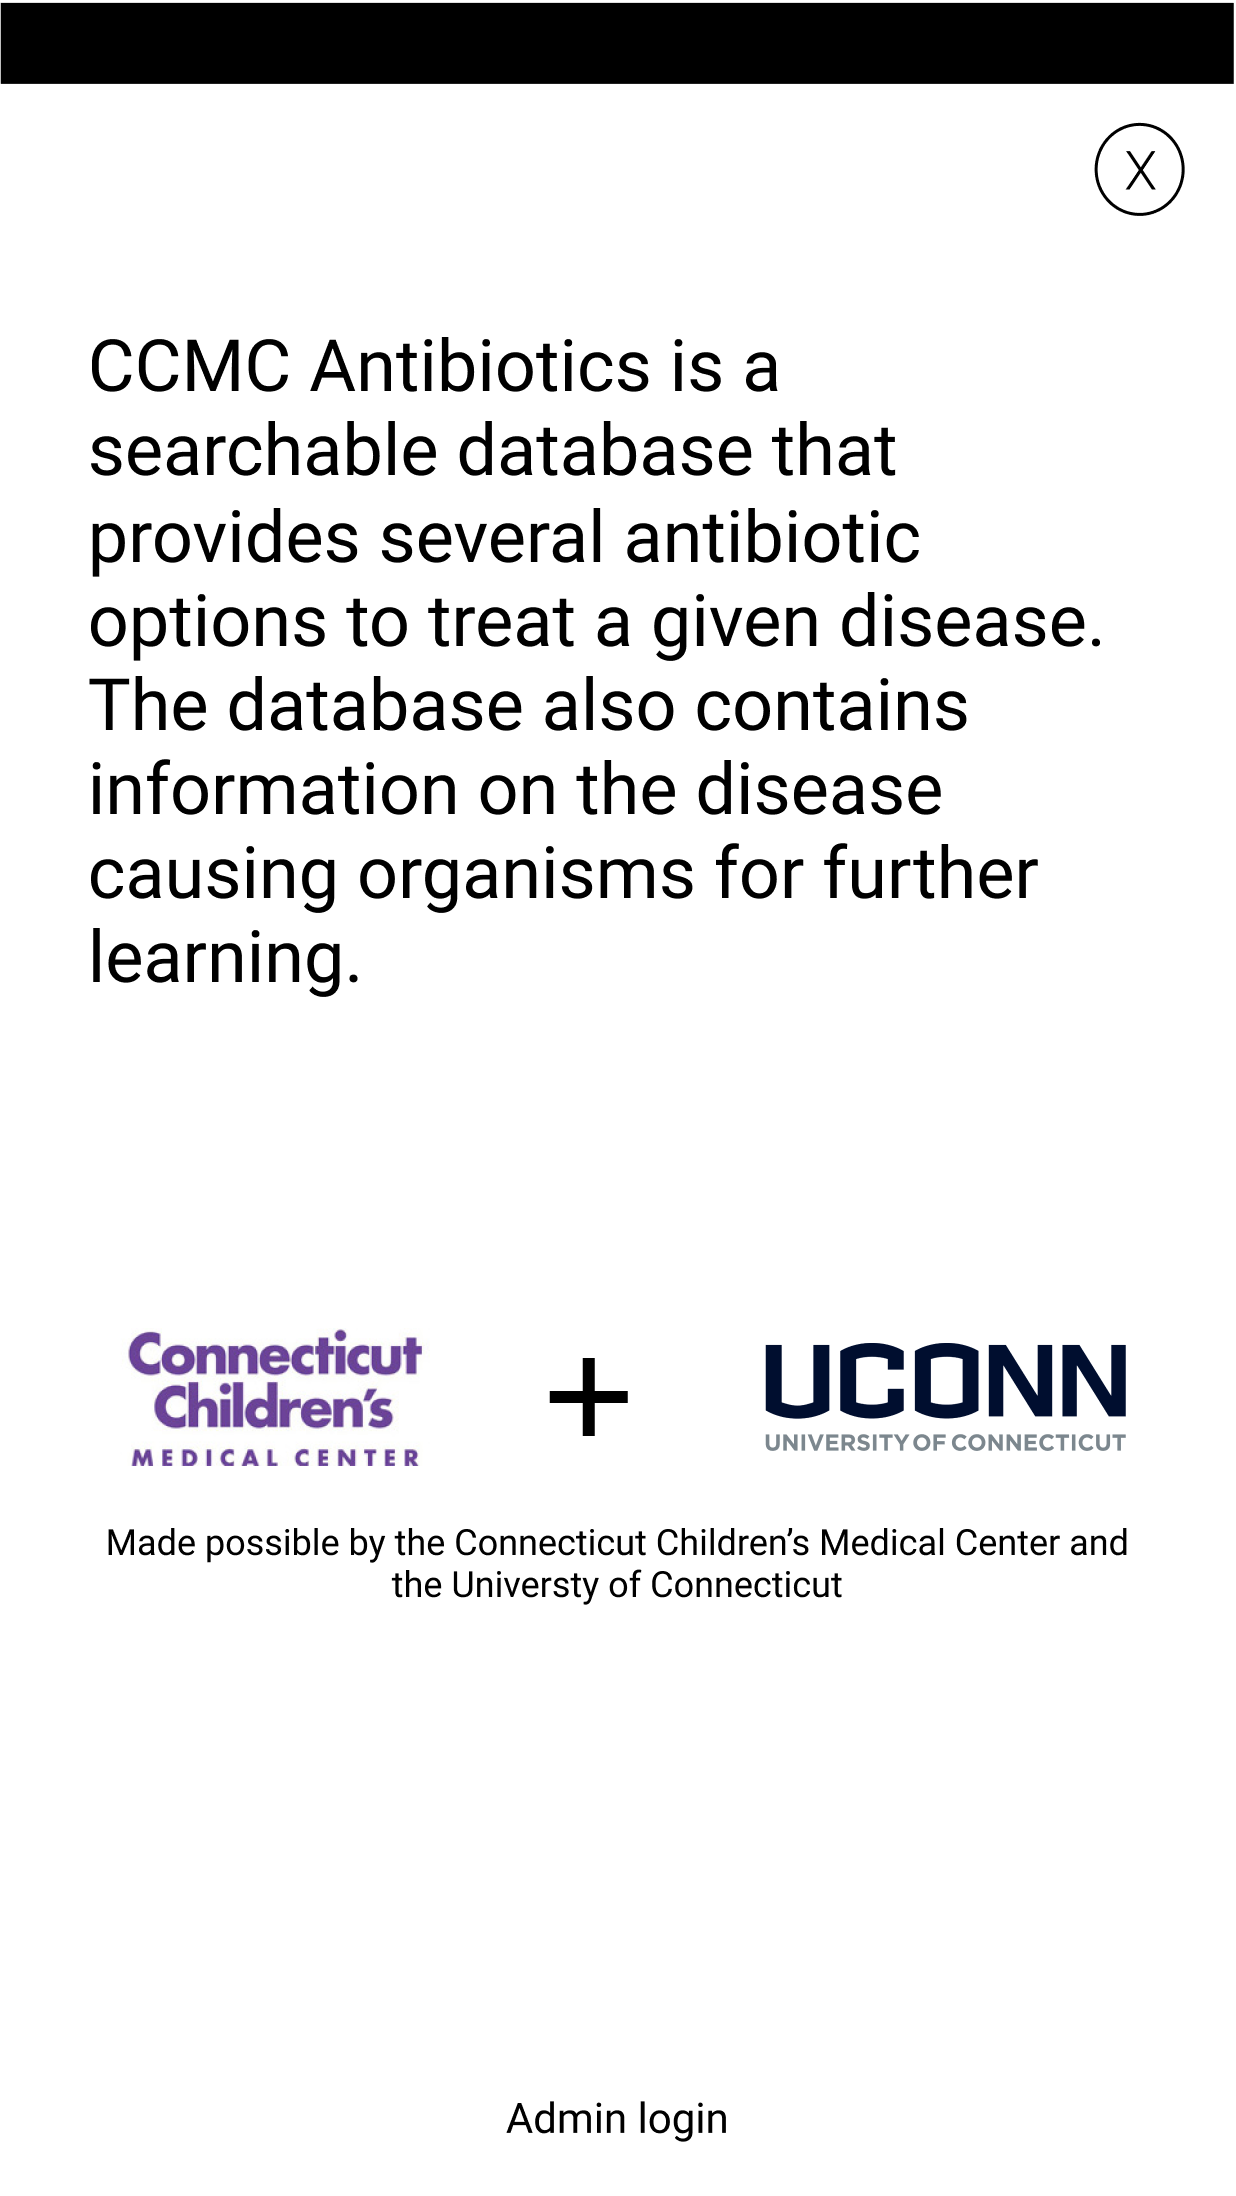 X
CCMC Antibiotics is a
searchable database that
provides several antibiotic
options to treat a given disease.
The database also contains
information on the disease
causing organisms for further
learning.
Connecticut
Children's
MEDICAL CENTER
+
UCONN
UNIVERSITY OF CONNECTICUT
Made possible by the Connecticut Children’s Medical Center and
the Universty of Connecticut
Admin login